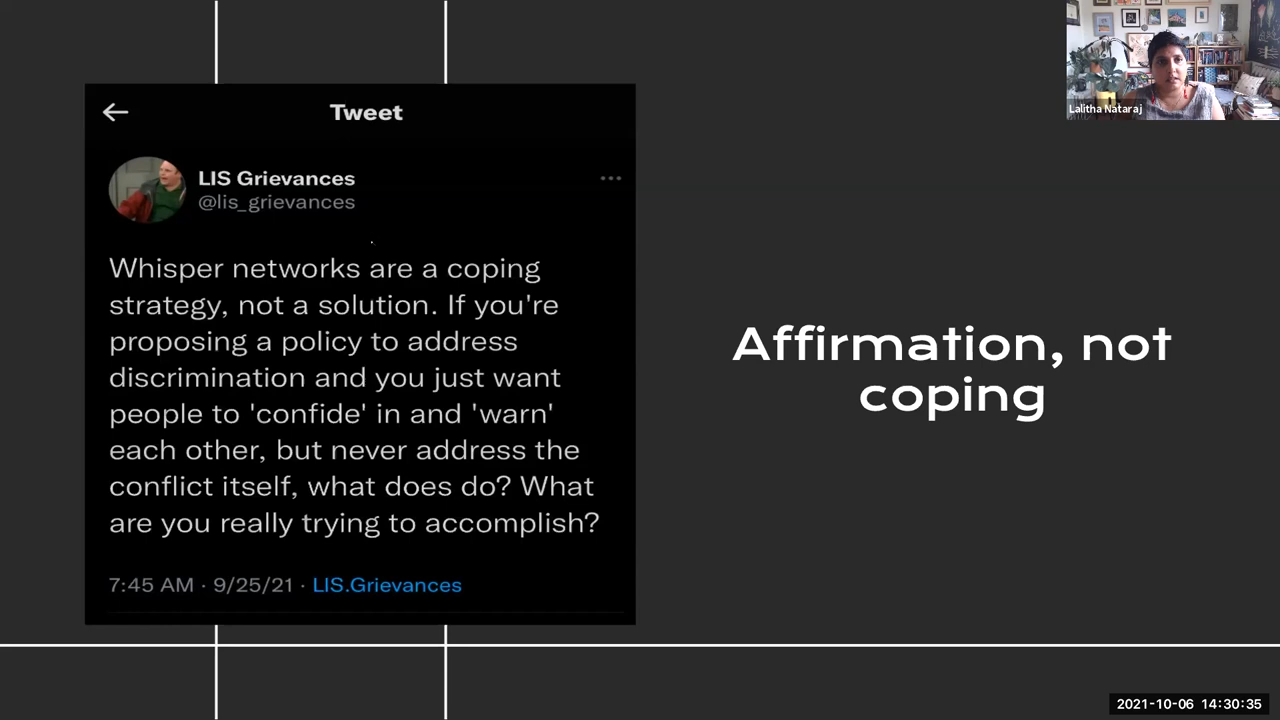 Tweet
LIS Grievances
@lis_grievances
Whisper networks are a coping
strategy, not a solution. If you're
proposing a policy to address
discrimination and you just want
people to 'confide' in and 'warn'
each other, but never address the
conflict itself, what does do? What
are you really trying to accomplish?
7:45 AM · 9/25/21 · LIS.Grievances
Affirmation, not
coping
Lalitha Nataraj
2021-10-06 14:30:35